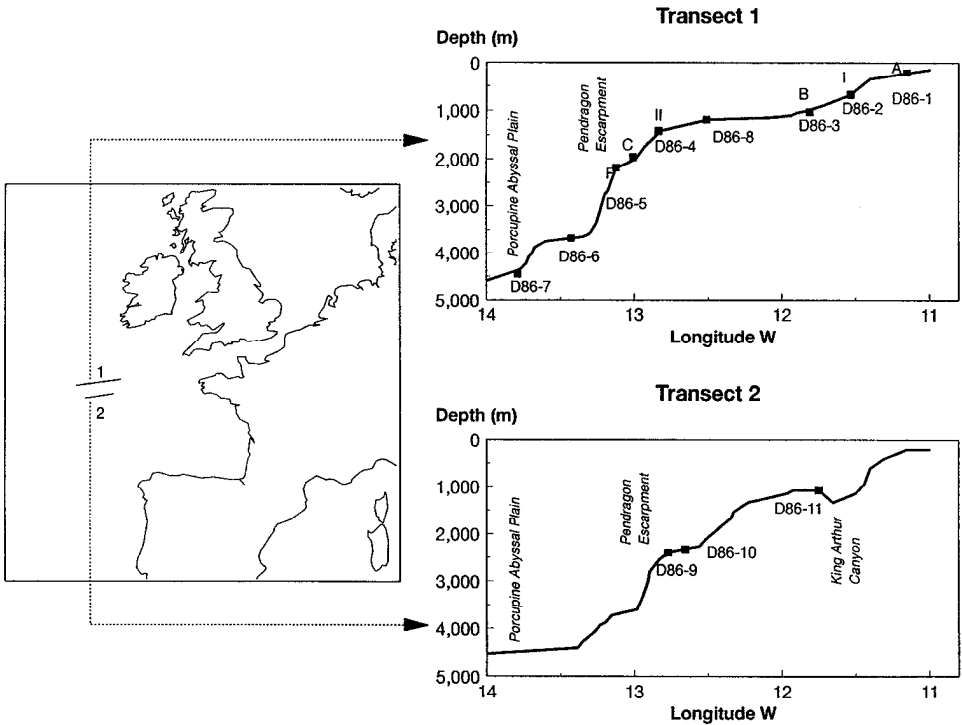 Transect 1
Depth (m)
0
1,000
2,000
3,000
4,000
5,000
14
13
12
11
Longitude W
Porcupine Abyssal Plain
Pendragon
Escarpment
A
I
B
II
C
F
D86-1
D86-2
D86-3
D86-8
D86-4
D86-5
D86-6
D86-7
1
2
Transect 2
Depth (m)
0
1,000
2,000
3,000
4,000
5,000
14
13
12
11
Longitude W
Porcupine Abyssal Plain
Pendragon
Escarpment
King Arthur
Canyon
D86-11
D86-10
D86-9